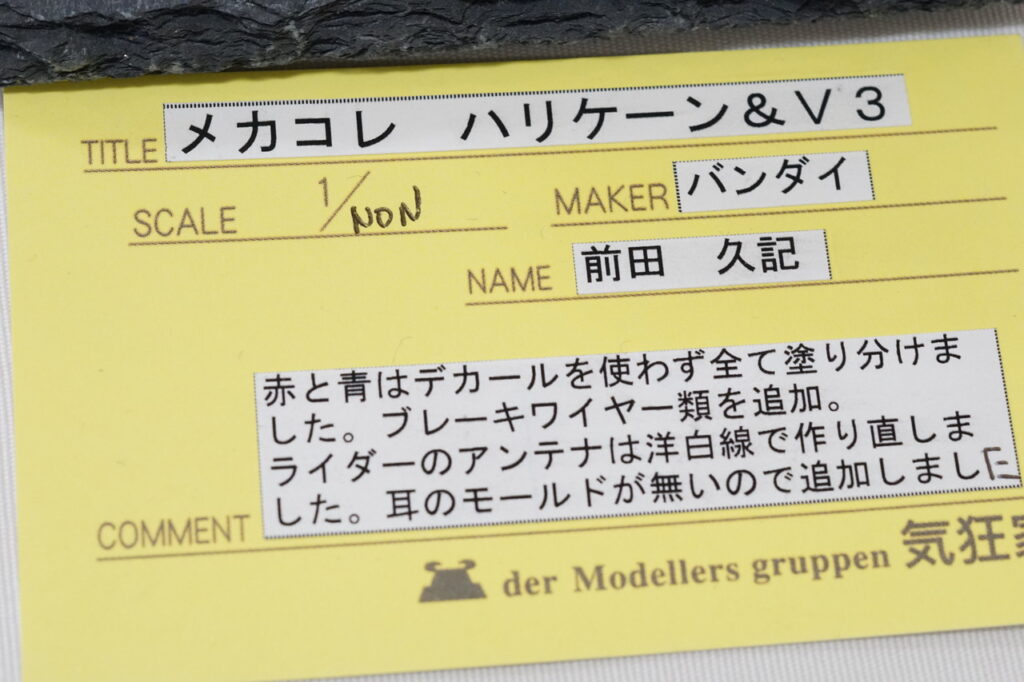 TITLE メカコレ ハリケーン&V3
SCALE 1/NON MAKER バンダイ
NAME 前田 久記
COMMENT
赤と青はデカールを使わず全て塗り分けま
した。ブレーキワイヤー類を追加。
ライダーのアンテナは洋白線で作り直しま
した。耳のモールドが無いので追加しました
der Modellers gruppen 気狂